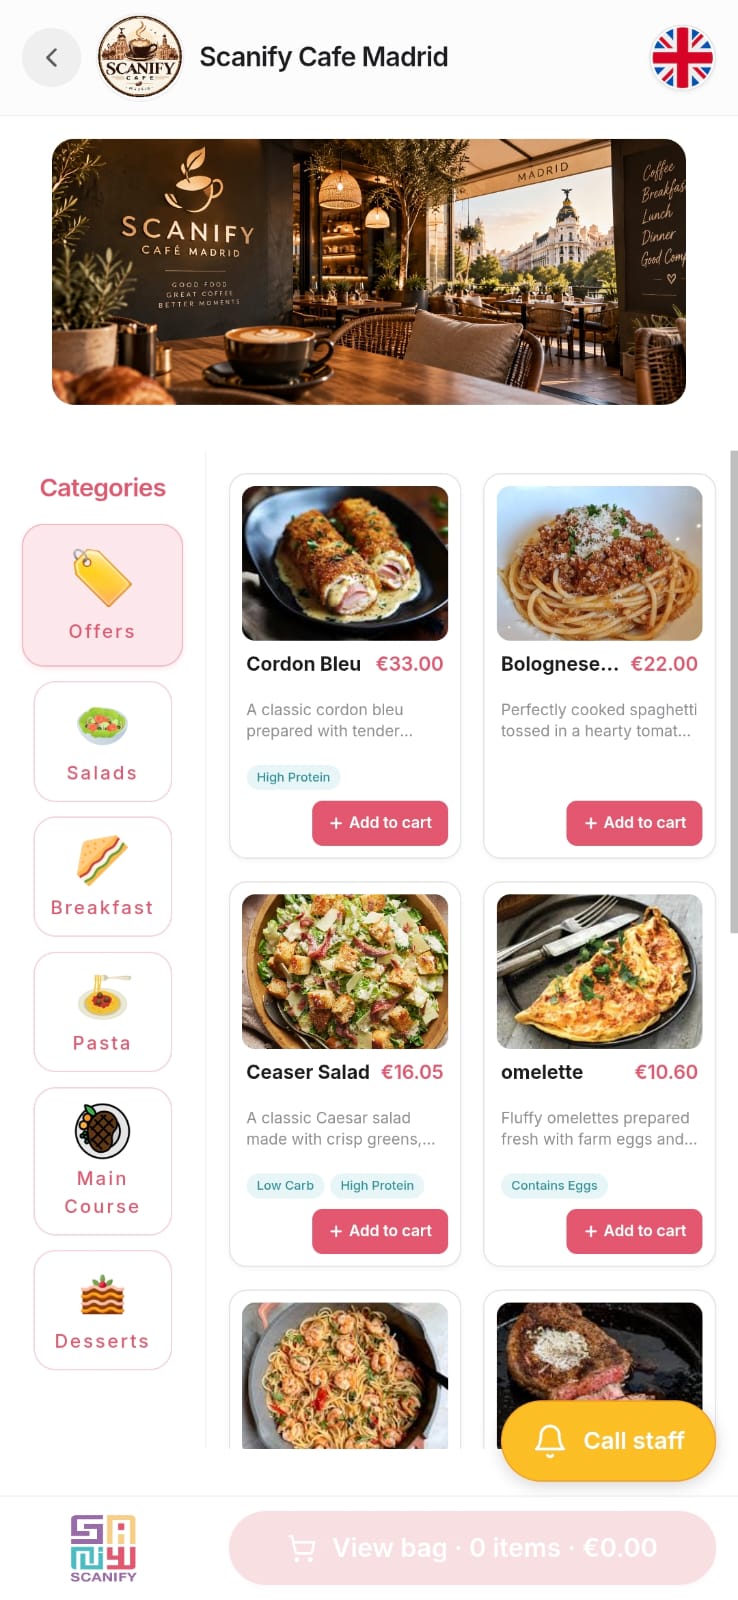 SCANIFY
CAFE
Scanify Cafe Madrid
SCANIFY
CAFÉ MADRID
GOOD FOOD
GREAT COFFEE
BETTER MOMENTS
MADRID
Coffee
Breakfas
Lunch
Dinner
Good Comp
Categories
Offers
Salads
Breakfast
Pasta
Main
Course
Desserts
Cordon Bleu €33.00
A classic cordon bleu
prepared with tender...
High Protein
+ Add to cart
Bolognese... €22.00
Perfectly cooked spaghetti
tossed in a hearty tomat...
+ Add to cart
Ceaser Salad €16.05
A classic Caesar salad
made with crisp greens,...
Low Carb High Protein
+ Add to cart
omelette €10.60
Fluffy omelettes prepared
fresh with farm eggs and...
Contains Eggs
+ Add to cart
Call staff
SCANIFY
View bag · 0 items · €0.00